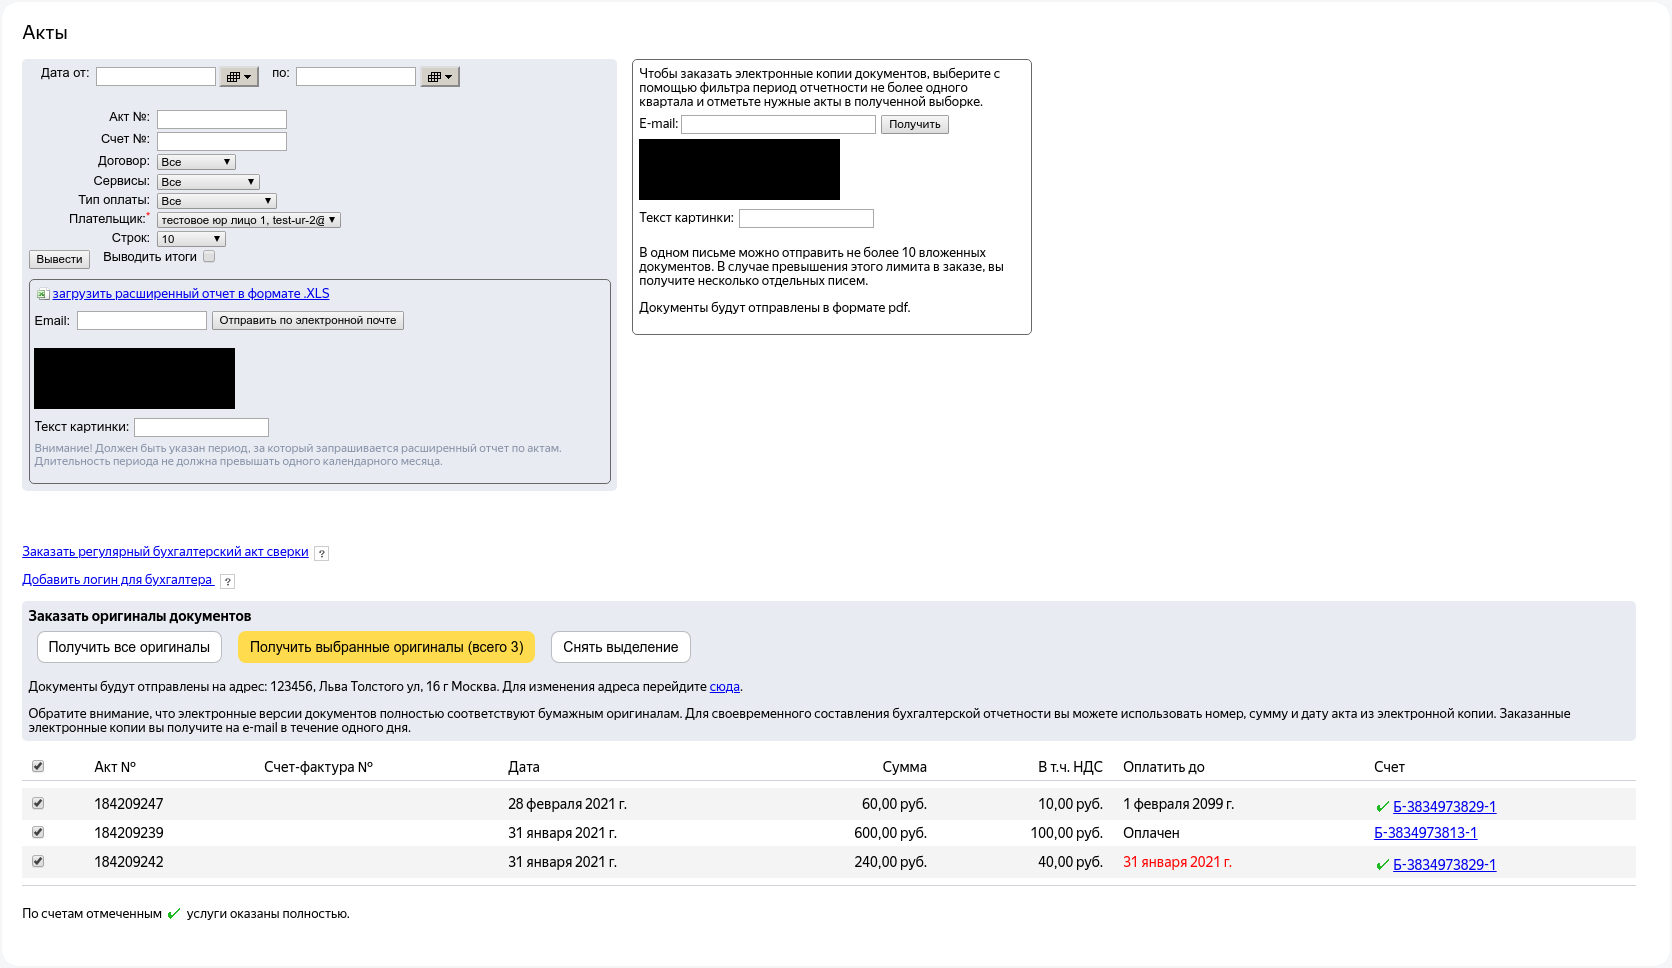 Акты
Дата от: по:
Акт №:
Счет №:
Договор: Все
Сервисы: Все
Тип оплаты: Все
Плательщик:* тестовое юр лицо 1, test-ur-2@
Строк: 10
Вывести Выводить итоги
загрузить расширенный отчет в формате .XLS
Email: Отправить по электронной почте
Текст картинки:
Внимание! Должен быть указан период, за который запрашивается расширенный отчет по актам.
Длительность периода не должна превышать одного календарного месяца.
Чтобы заказать электронные копии документов, выберите с
помощью фильтра период отчетности не более одного
квартала и отметьте нужные акты в полученной выборке.
E-mail: Получить
Текст картинки:
В одном письме можно отправить не более 10 вложенных
документов. В случае превышения этого лимита в заказе, вы
получите несколько отдельных писем.
Документы будут отправлены в формате pdf.
Заказать регулярный бухгалтерский акт сверки ?
Добавить логин для бухгалтера ?
Заказать оригиналы документов
Получить все оригиналы Получить выбранные оригиналы (всего 3) Снять выделение
Документы будут отправлены на адрес: 123456, Льва Толстого ул, 16 г Москва. Для изменения адреса перейдите сюда.
Обратите внимание, что электронные версии документов полностью соответствуют бумажным оригиналам. Для своевременного составления бухгалтерской отчетности вы можете использовать номер, сумму и дату акта из электронной копии. Заказанные
электронные копии вы получите на e-mail в течение одного дня.
Акт № Счет-фактура № Дата Сумма В т.ч. НДС Оплатить до Счет
184209247 28 февраля 2021 г. 60,00 руб. 10,00 руб. 1 февраля 2099 г. Б-3834973829-1
184209239 31 января 2021 г. 600,00 руб. 100,00 руб. Оплачен Б-3834973813-1
184209242 31 января 2021 г. 240,00 руб. 40,00 руб. 31 января 2021 г. Б-3834973829-1
По счетам отмеченным услуги оказаны полностью.